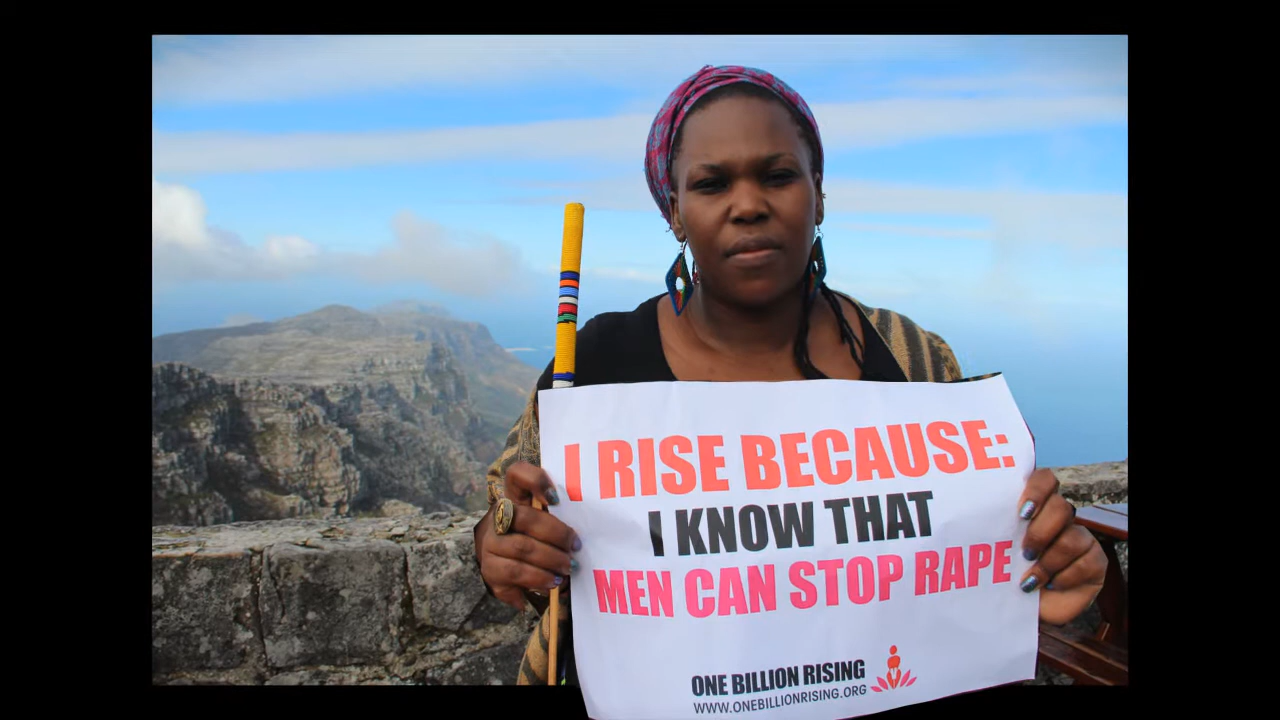 I RISE BECAUSE:
I KNOW THAT
MEN CAN STOP RAPE
ONE BILLION RISING
WWW.ONEBILLIONRISING.ORG